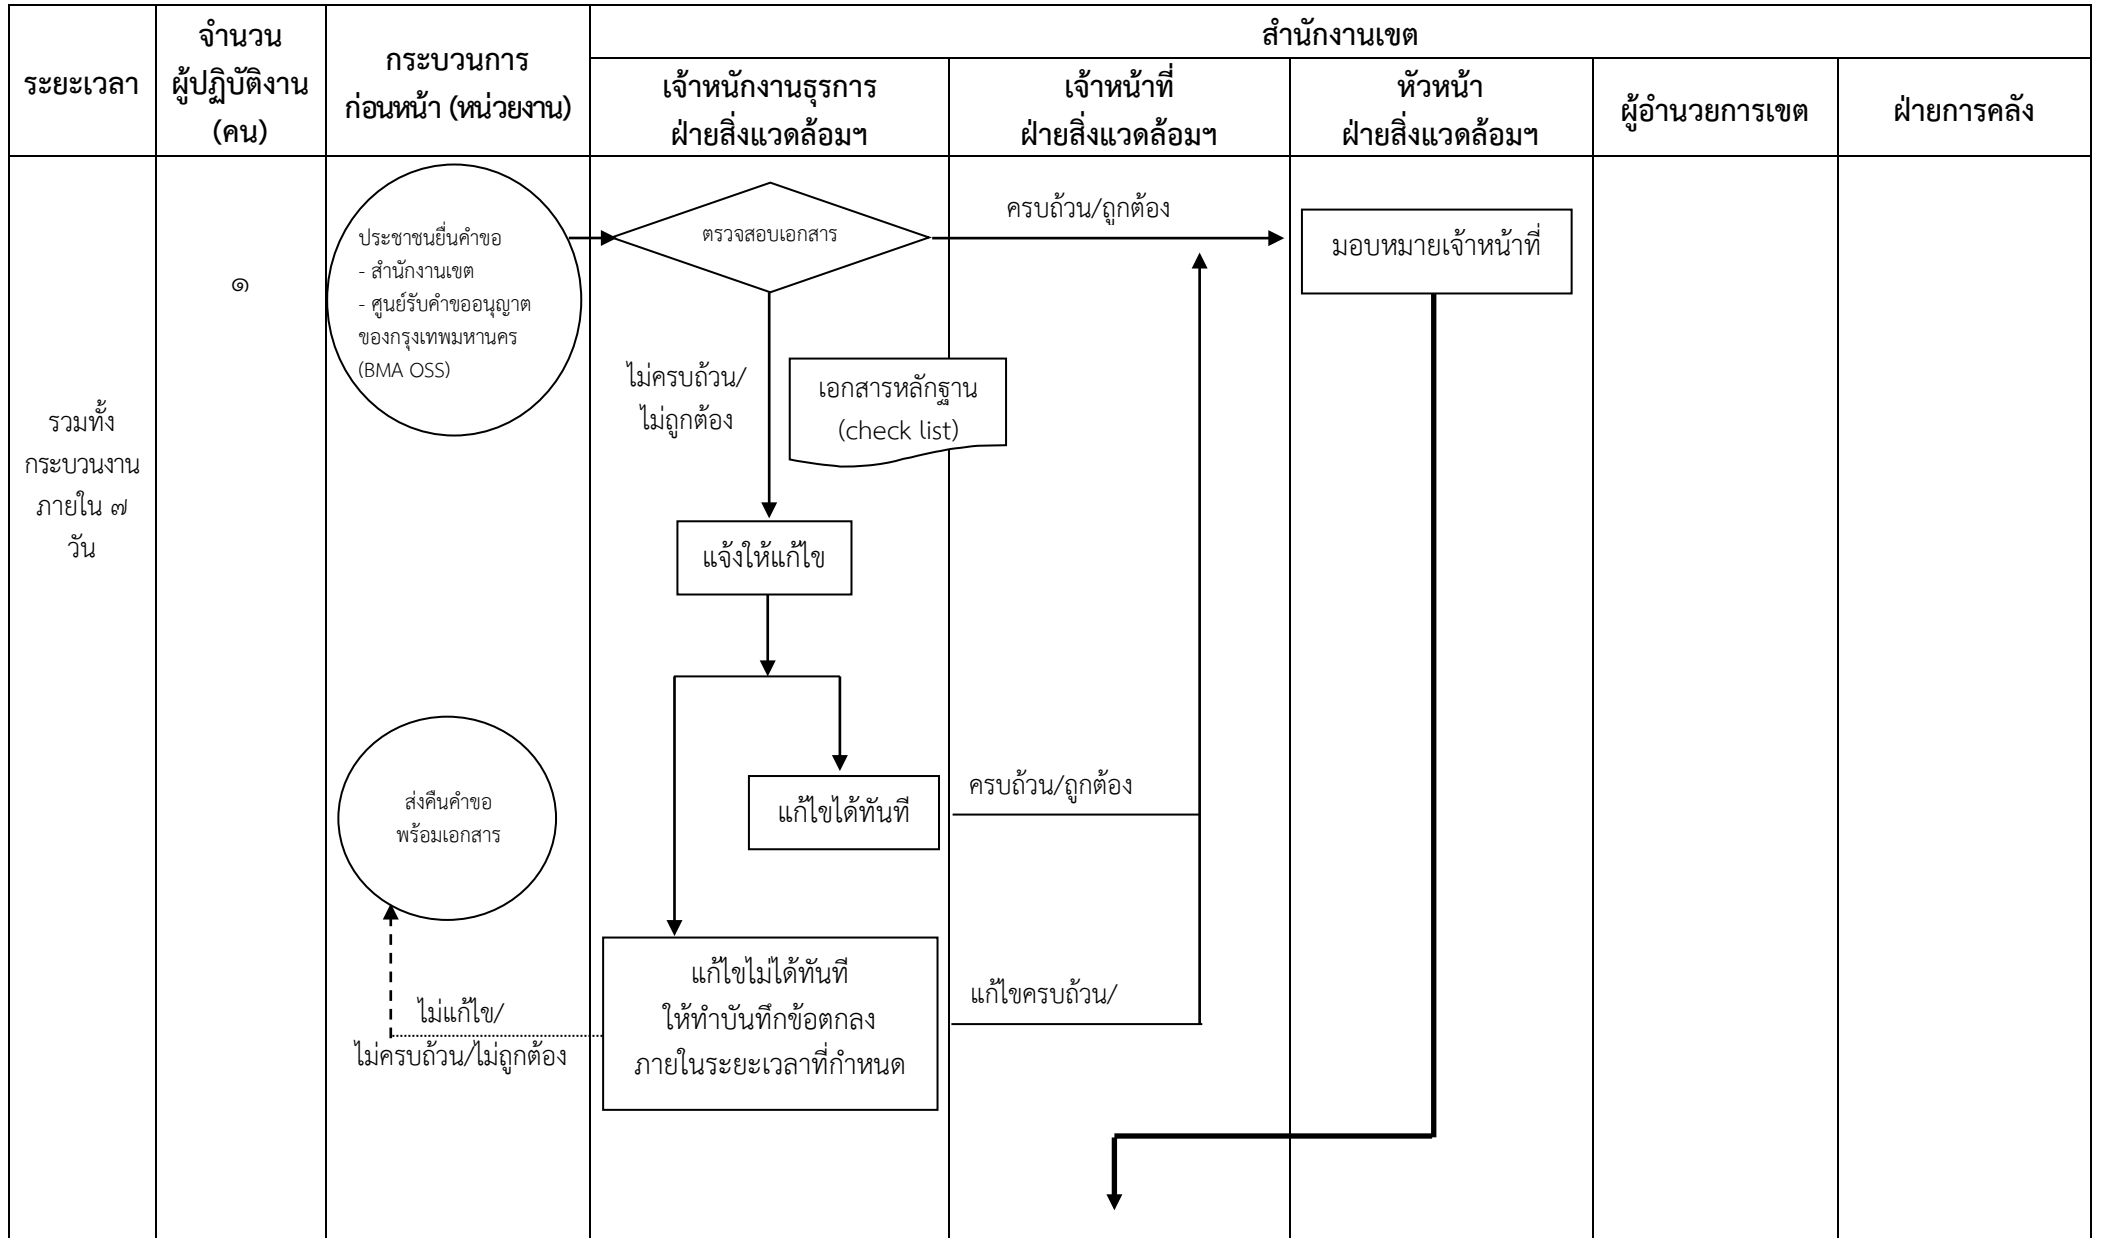 ระยะเวลา
จำนวน
ผู้ปฏิบัติงาน
(คน)
กระบวนการ
ก่อนหน้า (หน่วยงาน)
สำนักงานเขต
เจ้าหนักงานธุรการ
ฝ่ายสิ่งแวดล้อมฯ
เจ้าหน้าที่
ฝ่ายสิ่งแวดล้อมฯ
หัวหน้า
ฝ่ายสิ่งแวดล้อมฯ
ผู้อำนวยการเขต
ฝ่ายการคลัง
รวมทั้ง
กระบวนงาน
ภายใน ๗
วัน
๑
ประชาชนยื่นคำขอ
- สำนักงานเขต
- ศูนย์รับคำขออนุญาต
ของกรุงเทพมหานคร
(BMA OSS)
ตรวจสอบเอกสาร
ครบถ้วน/ถูกต้อง
มอบหมายเจ้าหน้าที่
ไม่ครบถ้วน/
ไม่ถูกต้อง
เอกสารหลักฐาน
(check list)
แจ้งให้แก้ไข
ส่งคืนคำขอ
พร้อมเอกสาร
แก้ไขได้ทันที
ครบถ้วน/ถูกต้อง
แก้ไขไม่ได้ทันที
ให้ทำบันทึกข้อตกลง
ภายในระยะเวลาที่กำหนด
แก้ไขครบถ้วน/
ไม่แก้ไข/
ไม่ครบถ้วน/ไม่ถูกต้อง